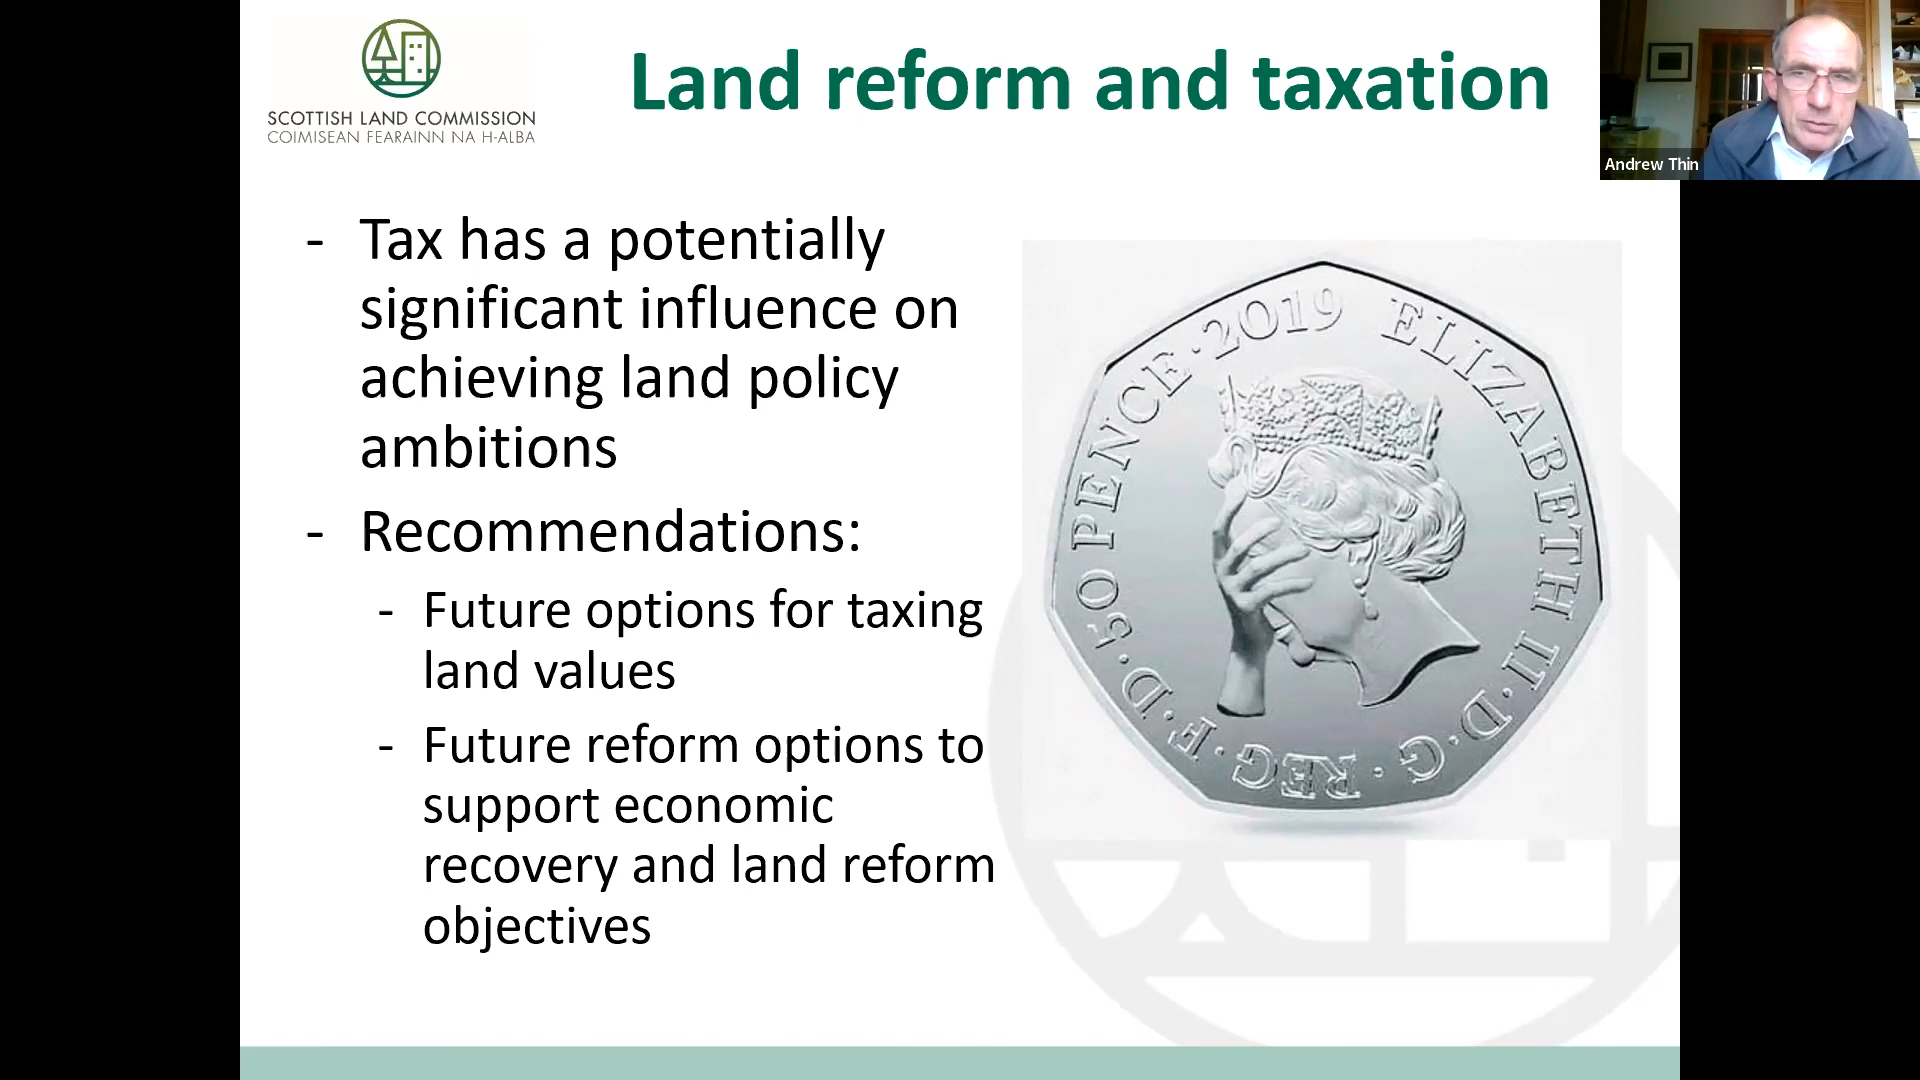 SCOTTISH LAND COMMISSION
COIMISEAN FEARAINN NA H-ALBA
Land reform and taxation
Andrew Thin
- Tax has a potentially
significant influence on
achieving land policy
ambitions
- Recommendations:
- Future options for taxing
land values
- Future reform options to
support economic
recovery and land reform
objectives
ELIZABETH II · D · G · REG · F · D · 50 PENCE · 2019